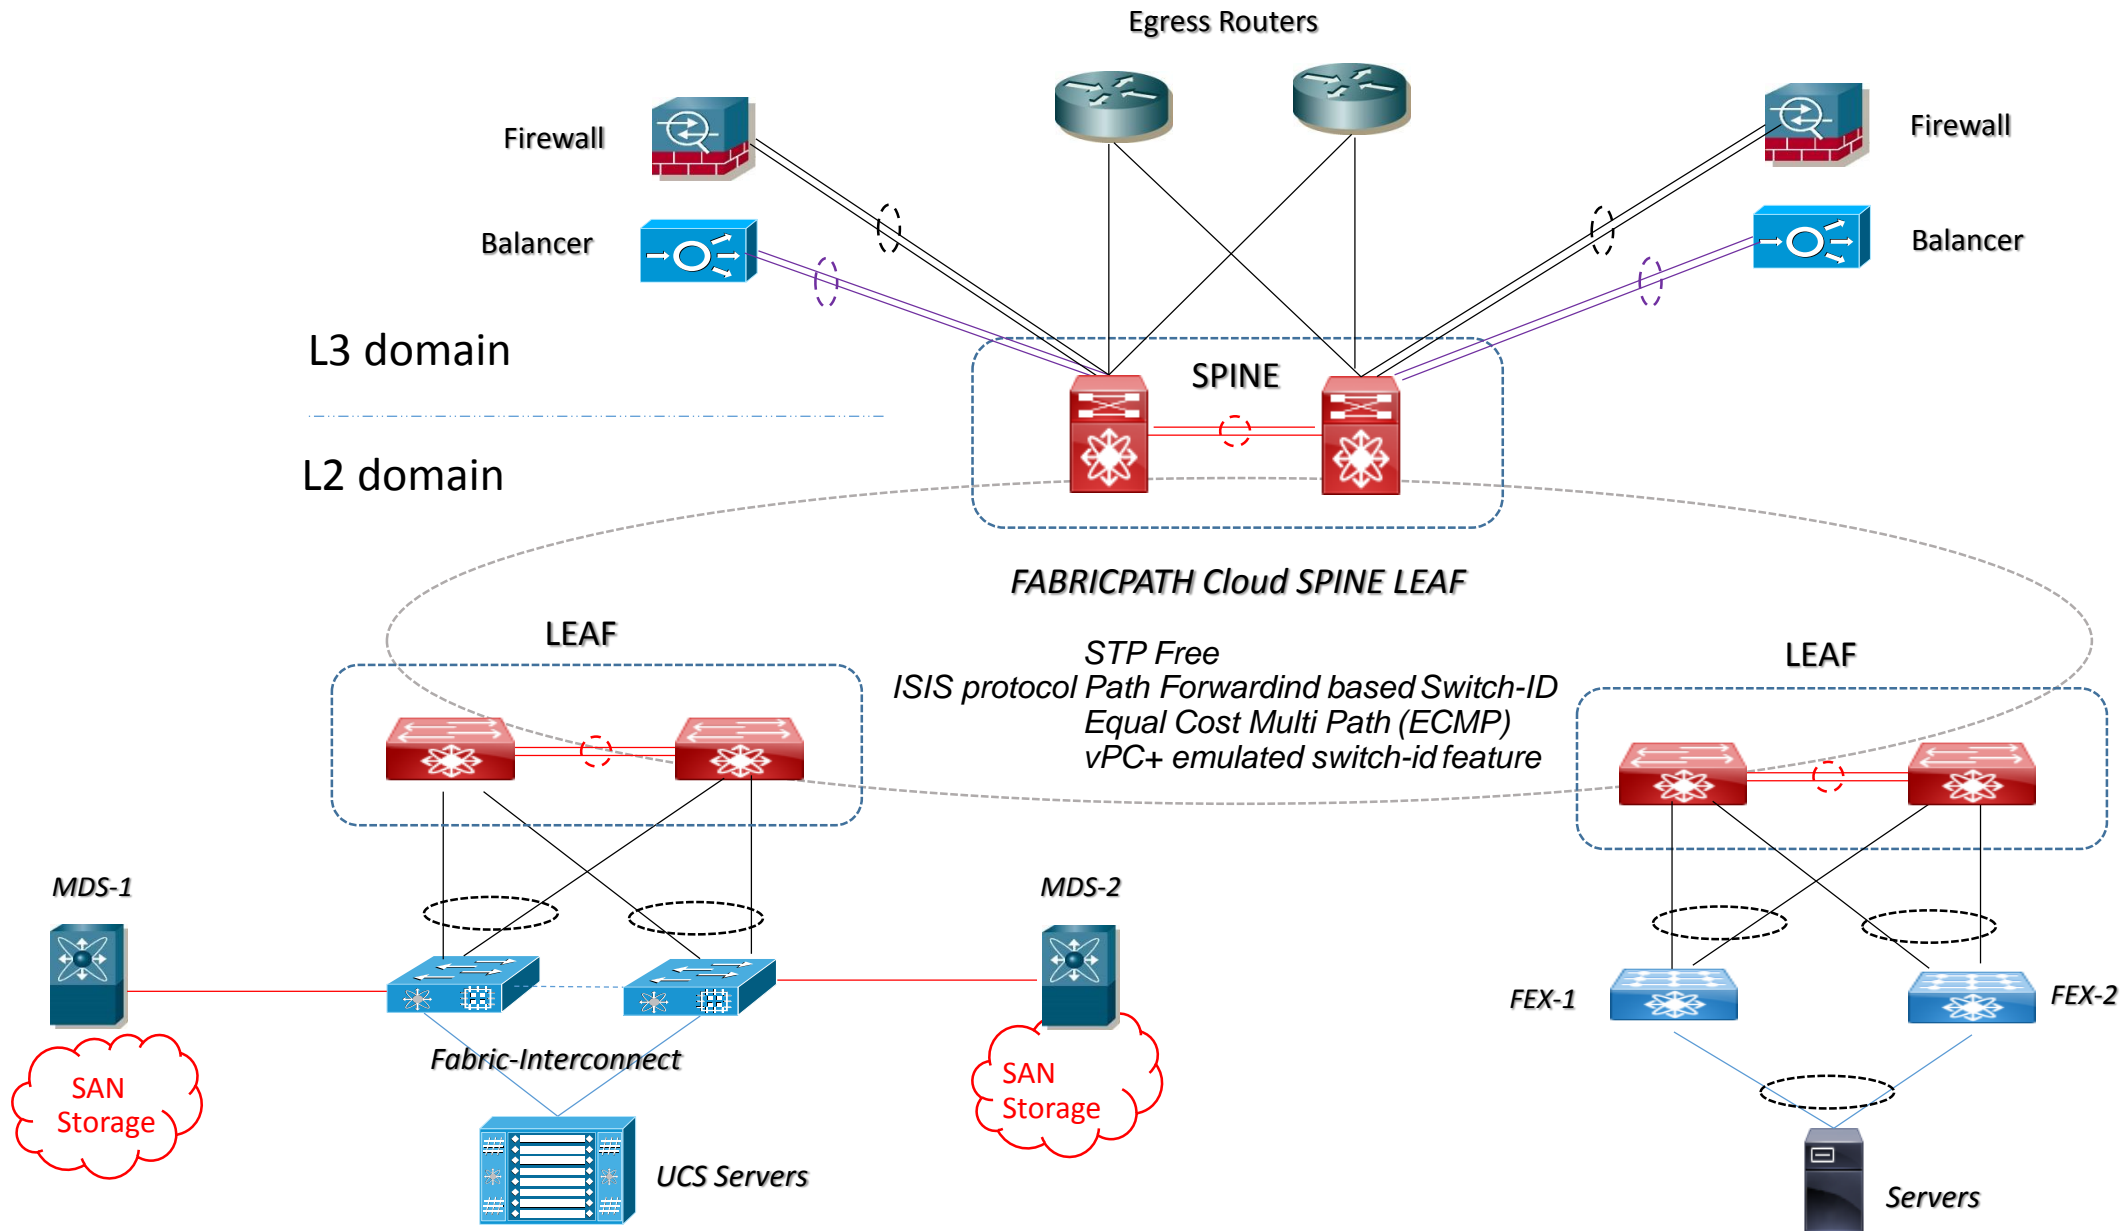 Egress Routers
Firewall
Firewall
Balancer
Balancer
L3 domain
SPINE
L2 domain
FABRICPATH Cloud SPINE LEAF
LEAF
STP Free
LEAF
ISIS protocol Path Forwardind based Switch-ID
Equal Cost Multi Path (ECMP)
vPC+ emulated switch-id feature
MDS-1
MDS-2
FEX-1
FEX-2
Fabric-Interconnect
SAN
Storage
SAN
Storage
UCS Servers
Servers